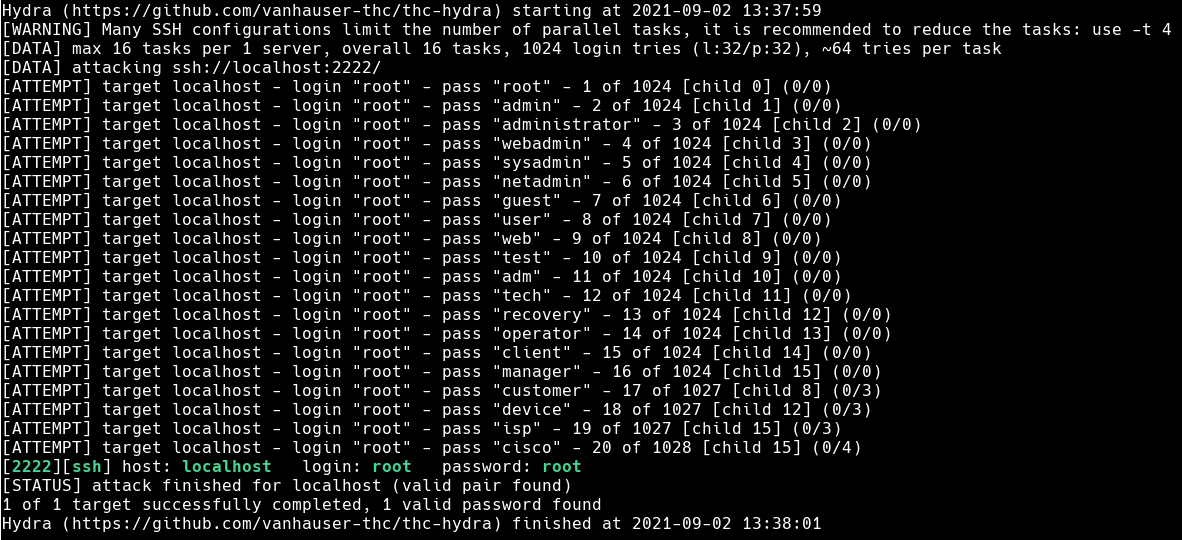 Hydra (https://github.com/vanhauser-thc/thc-hydra) starting at 2021-09-02 13:37:59
[WARNING] Many SSH configurations limit the number of parallel tasks, it is recommended to reduce the tasks: use -t 4
[DATA] max 16 tasks per 1 server, overall 16 tasks, 1024 login tries (l:32/p:32), ~64 tries per task
[DATA] attacking ssh://localhost:2222/
[ATTEMPT] target localhost - login "root" - pass "root" - 1 of 1024 [child 0] (0/0)
[ATTEMPT] target localhost - login "root" - pass "admin" - 2 of 1024 [child 1] (0/0)
[ATTEMPT] target localhost - login "root" - pass "administrator" - 3 of 1024 [child 2] (0/0)
[ATTEMPT] target localhost - login "root" - pass "webadmin" - 4 of 1024 [child 3] (0/0)
[ATTEMPT] target localhost - login "root" - pass "sysadmin" - 5 of 1024 [child 4] (0/0)
[ATTEMPT] target localhost - login "root" - pass "netadmin" - 6 of 1024 [child 5] (0/0)
[ATTEMPT] target localhost - login "root" - pass "guest" - 7 of 1024 [child 6] (0/0)
[ATTEMPT] target localhost - login "root" - pass "user" - 8 of 1024 [child 7] (0/0)
[ATTEMPT] target localhost - login "root" - pass "web" - 9 of 1024 [child 8] (0/0)
[ATTEMPT] target localhost - login "root" - pass "test" - 10 of 1024 [child 9] (0/0)
[ATTEMPT] target localhost - login "root" - pass "adm" - 11 of 1024 [child 10] (0/0)
[ATTEMPT] target localhost - login "root" - pass "tech" - 12 of 1024 [child 11] (0/0)
[ATTEMPT] target localhost - login "root" - pass "recovery" - 13 of 1024 [child 12] (0/0)
[ATTEMPT] target localhost - login "root" - pass "operator" - 14 of 1024 [child 13] (0/0)
[ATTEMPT] target localhost - login "root" - pass "client" - 15 of 1024 [child 14] (0/0)
[ATTEMPT] target localhost - login "root" - pass "manager" - 16 of 1024 [child 15] (0/0)
[ATTEMPT] target localhost - login "root" - pass "customer" - 17 of 1027 [child 8] (0/3)
[ATTEMPT] target localhost - login "root" - pass "device" - 18 of 1027 [child 12] (0/3)
[ATTEMPT] target localhost - login "root" - pass "isp" - 19 of 1027 [child 15] (0/3)
[ATTEMPT] target localhost - login "root" - pass "cisco" - 20 of 1028 [child 15] (0/4)
[2222][ssh] host: localhost   login: root   password: root
[STATUS] attack finished for localhost (valid pair found)
1 of 1 target successfully completed, 1 valid password found
Hydra (https://github.com/vanhauser-thc/thc-hydra) finished at 2021-09-02 13:38:01